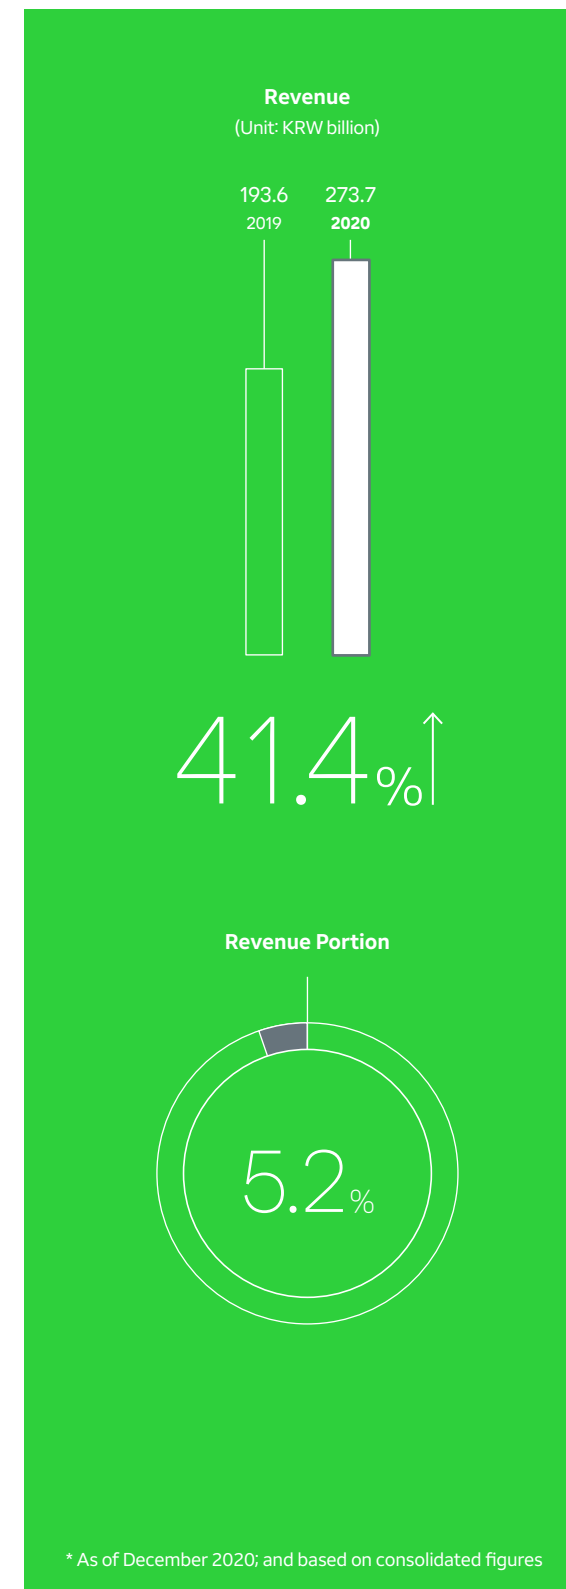 Revenue
(Unit: KRW billion)
193.6 273.7
2019 2020
41.4%
Revenue Portion
5.2%
* As of December 2020; and based on consolidated figures